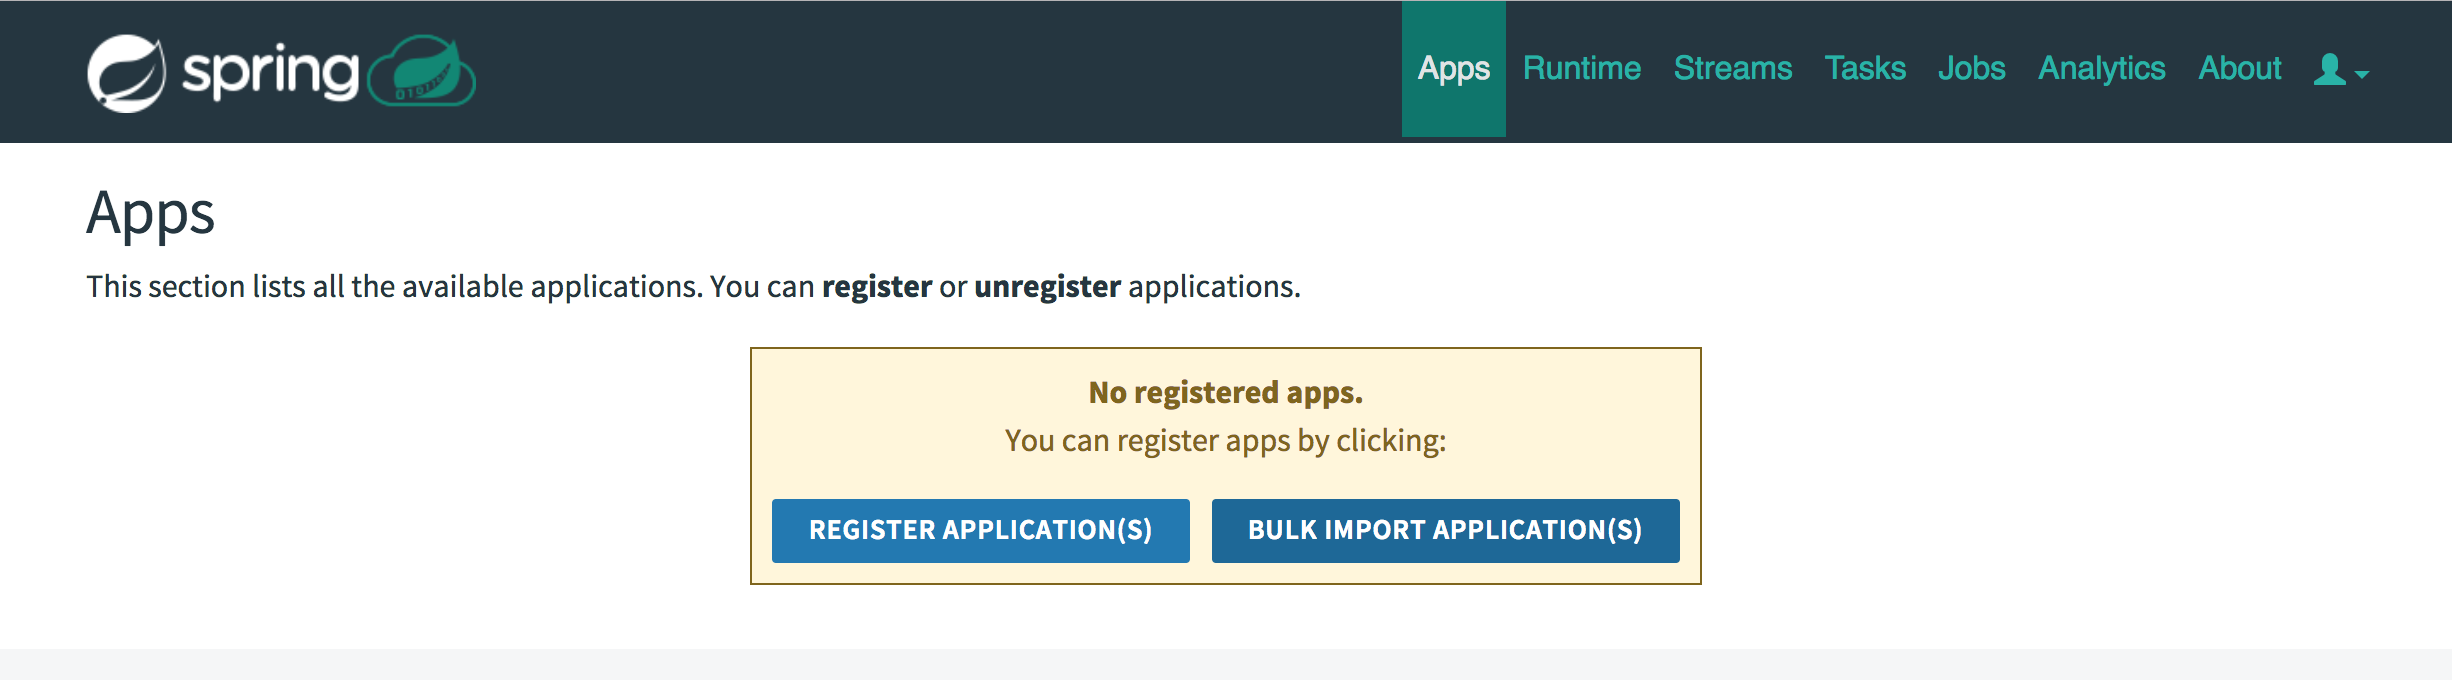 spring
Apps Runtime Streams Tasks Jobs Analytics About
Apps
This section lists all the available applications. You can register or unregister applications.
No registered apps.
You can register apps by clicking:
REGISTER APPLICATION(S) BULK IMPORT APPLICATION(S)